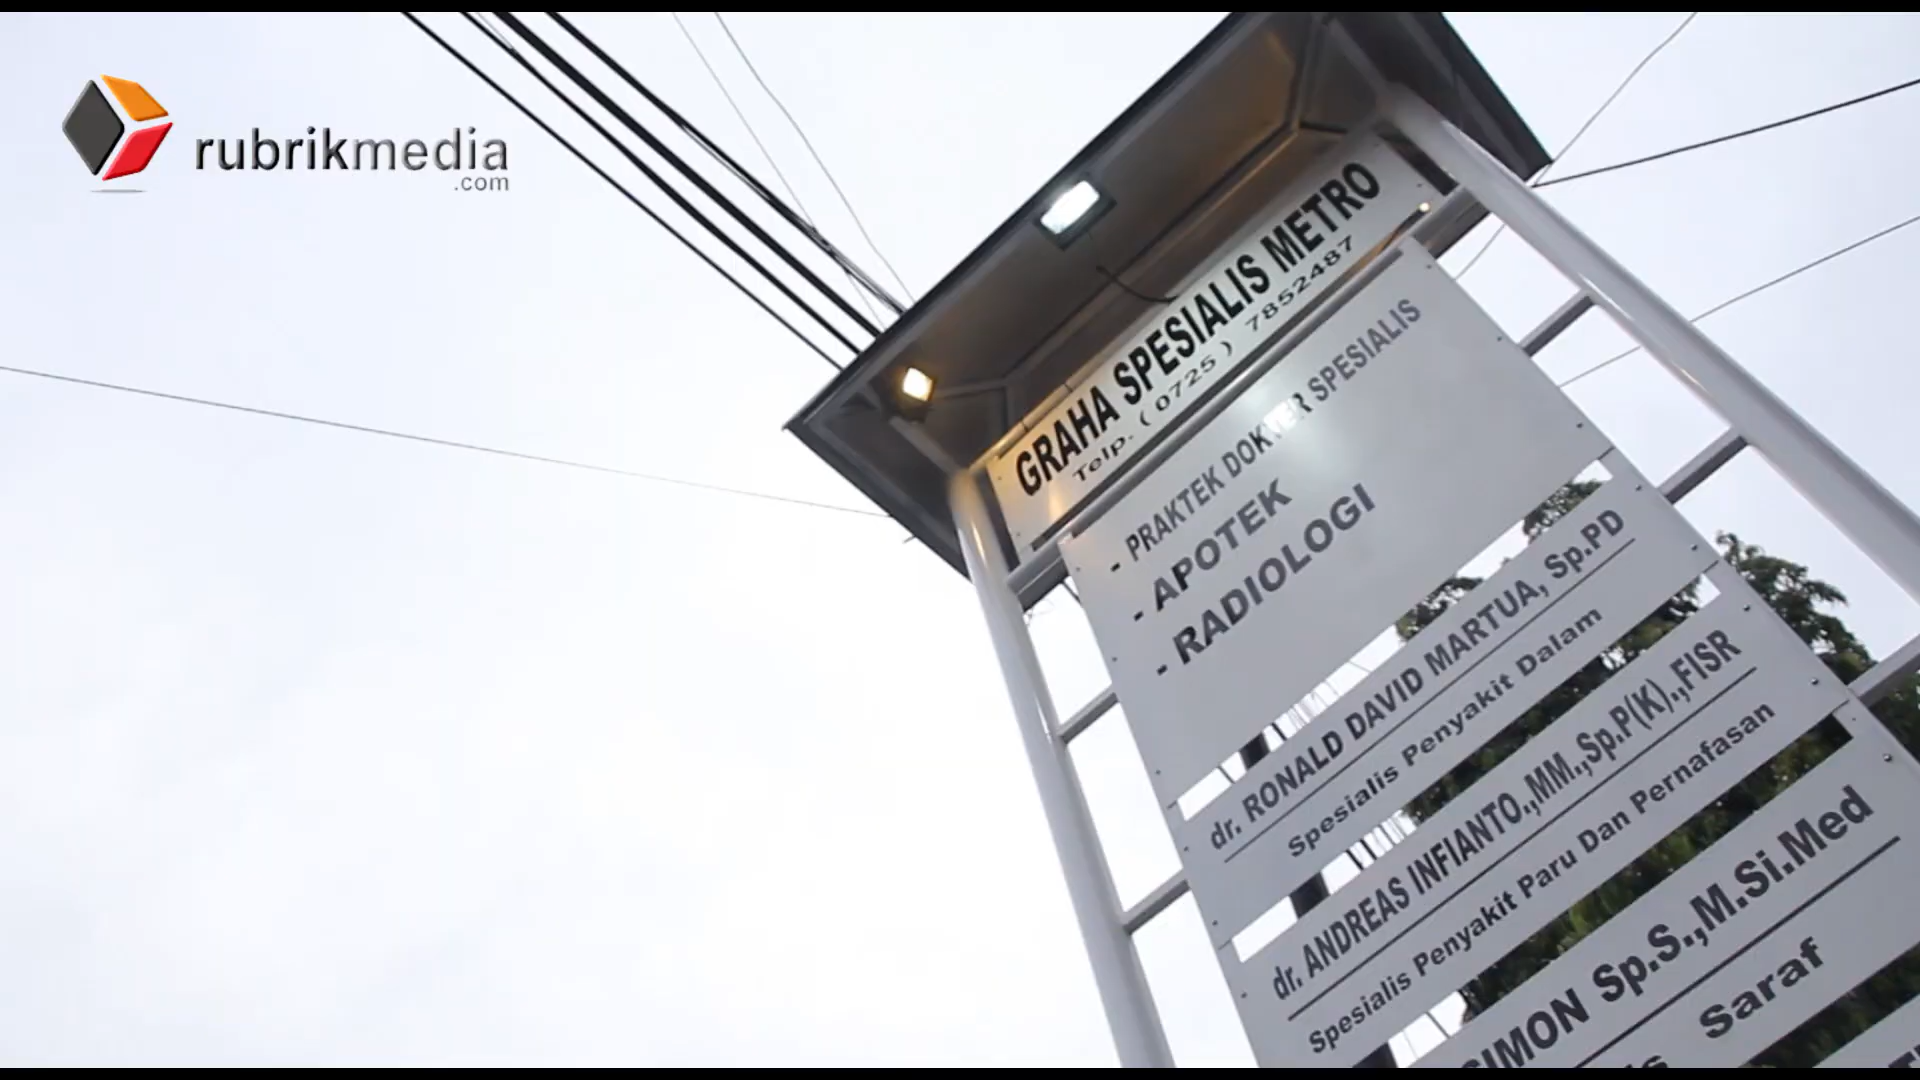 rubrikmedia
.com
GRAHA SPESIALIS METRO
Telp. ( 0725 ) 7852487
- PRAKTEK DOKTER SPESIALIS
- APOTEK
- RADIOLOGI
dr. RONALD DAVID MARTUA, Sp.PD
Spesialis Penyakit Dalam
dr. ANDREAS INFIANTO.,MM.,Sp.P(K).,FISR
Spesialis Penyakit Paru Dan Pernafasan
SIMON Sp.S.,M.Si.Med
Saraf